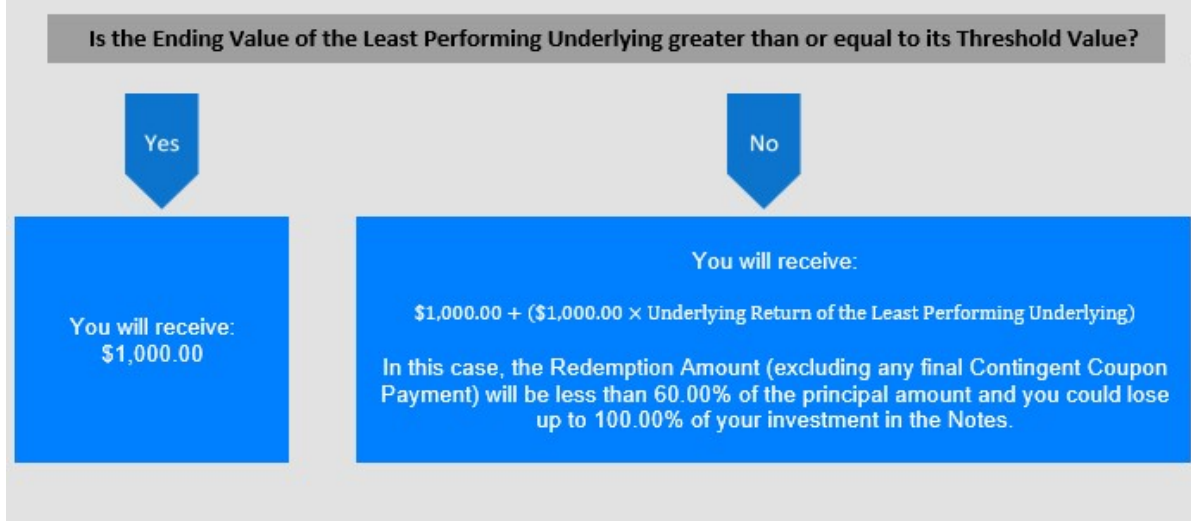 Is the Ending Value of the Least Performing Underlying greater than or equal to its Threshold Value?
Yes
No
You will receive:
$1,000.00
You will receive:
$1,000.00 + ($1,000.00 × Underlying Return of the Least Performing Underlying)
In this case, the Redemption Amount (excluding any final Contingent Coupon
Payment) will be less than 60.00% of the principal amount and you could lose
up to 100.00% of your investment in the Notes.